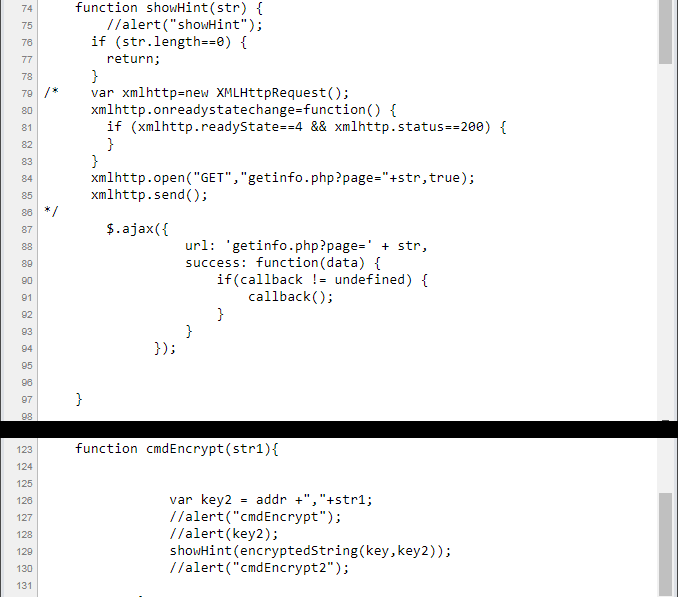 74 function showHint(str) {
75 //alert("showHint");
76 if (str.length==0) {
77 return;
78 }
79 /* var xmlhttp=new XMLHttpRequest();
80 xmlhttp.onreadystatechange=function() {
81 if (xmlhttp.readyState==4 && xmlhttp.status==200) {
82 }
83 }
84 xmlhttp.open("GET","getinfo.php?page="+str,true);
85 xmlhttp.send();
86 */
87 $.ajax({
88 url: 'getinfo.php?page=' + str,
89 success: function(data) {
90 if(callback != undefined) {
91 callback();
92 }
93 }
94 });
95
96
97 }
98
123 function cmdEncrypt(str1){
124
125
126 var key2 = addr +","+str1;
127 //alert("cmdEncrypt");
128 //alert(key2);
129 showHint(encryptedString(key,key2));
130 //alert("cmdEncrypt2");
131